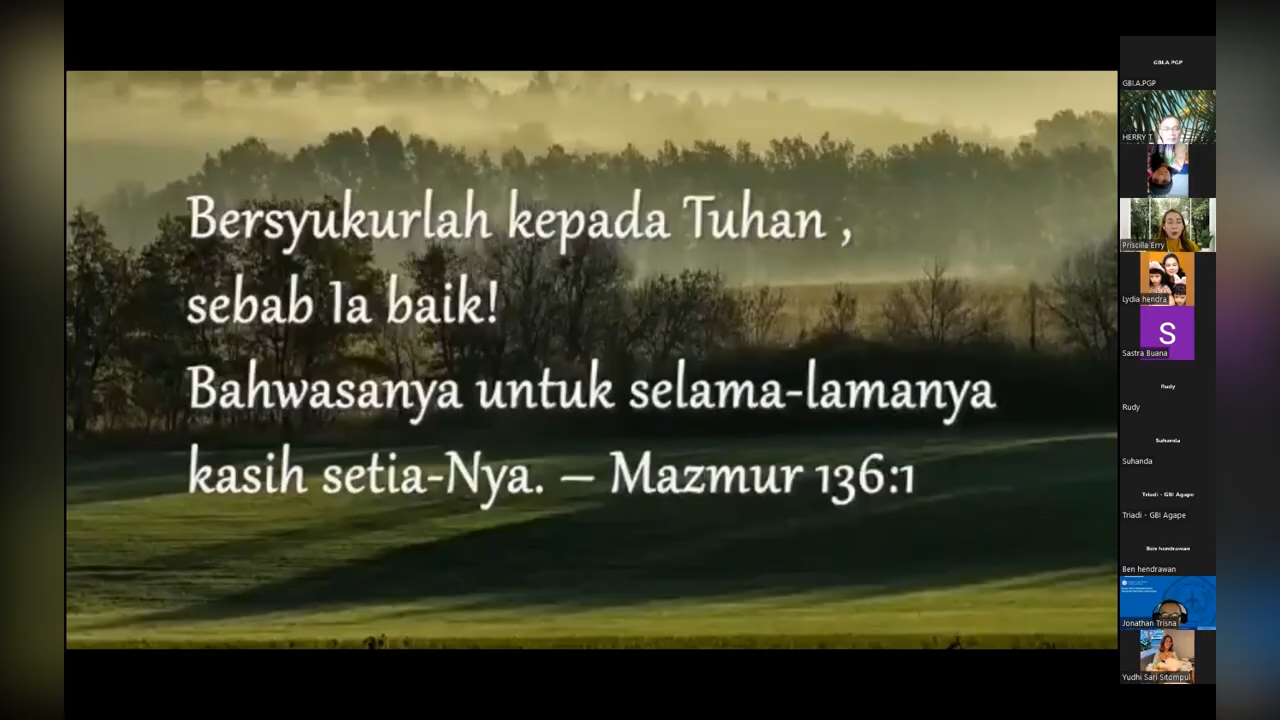 Bersyukurlah kepada Tuhan ,
sebab Ia baik!
Bahwasanya untuk selama-lamanya
kasih setia-Nya. – Mazmur 136:1
GBI.A.PGP
GBI.A.PGP
HERRY T
Priscilla Erry
Lydia hendra
S
Sastra Buana
Rudy
Rudy
Suhanda
Suhanda
Triadi - GBI Agape
Triadi - GBI Agape
Ben hendrawan
Ben hendrawan
Jonathan Trisna
Yudhi Sari Sitompul